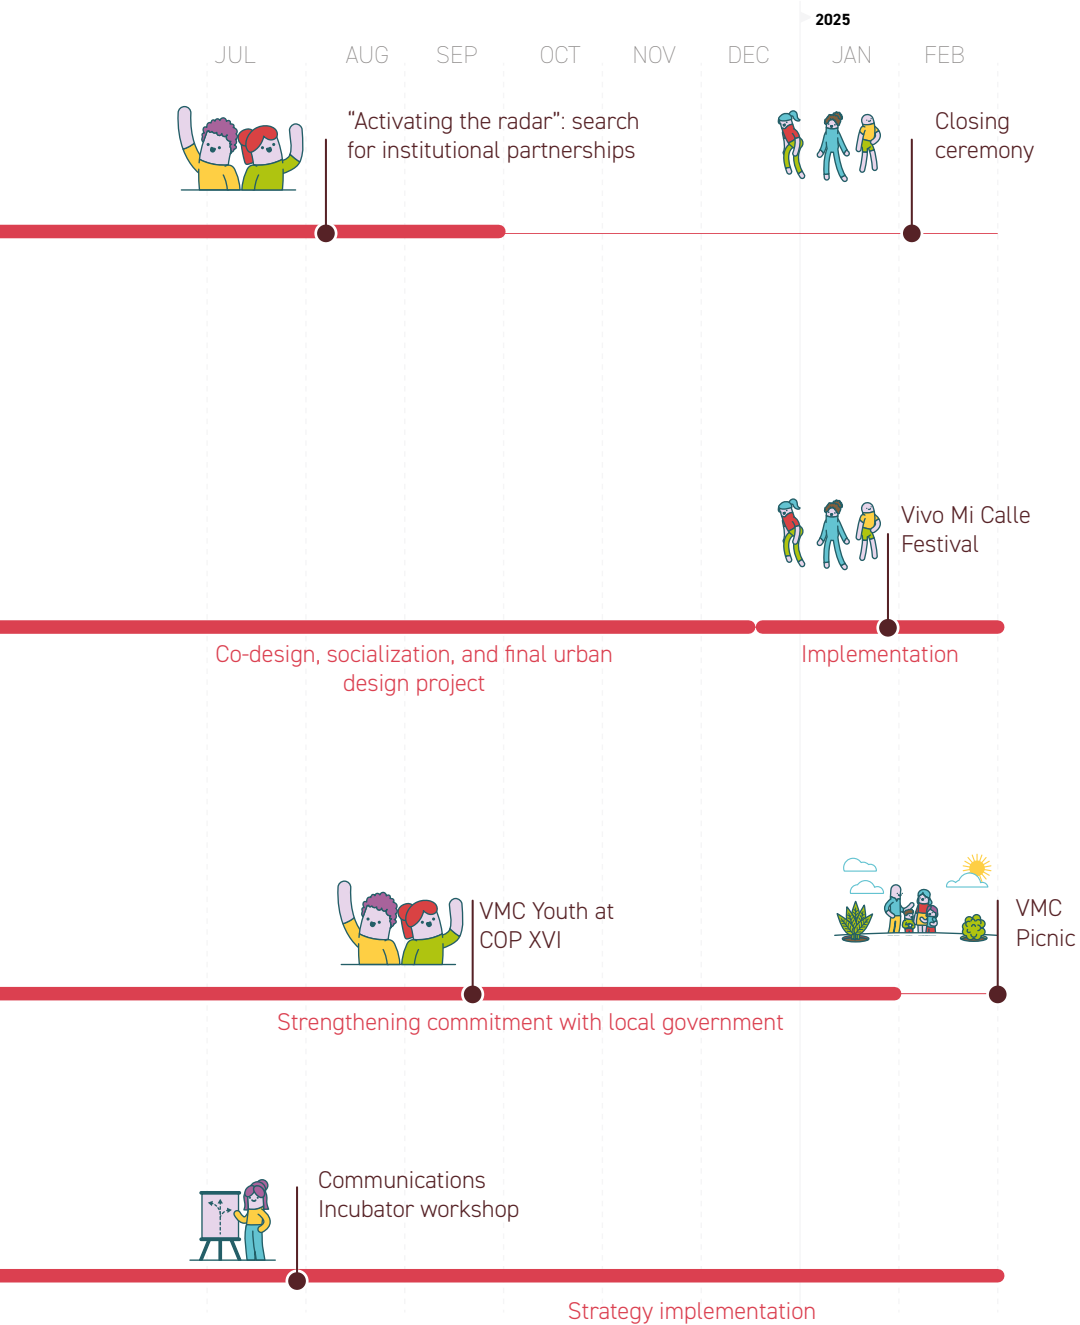 2025
JUL AUG SEP OCT NOV DEC JAN FEB
“Activating the radar”: search
for institutional partnerships
Closing
ceremony
Vivo Mi Calle
Festival
Co-design, socialization, and final urban
design project
Implementation
VMC Youth at
COP XVI
VMC
Picnic
Strengthening commitment with local government
Communications
Incubator workshop
Strategy implementation